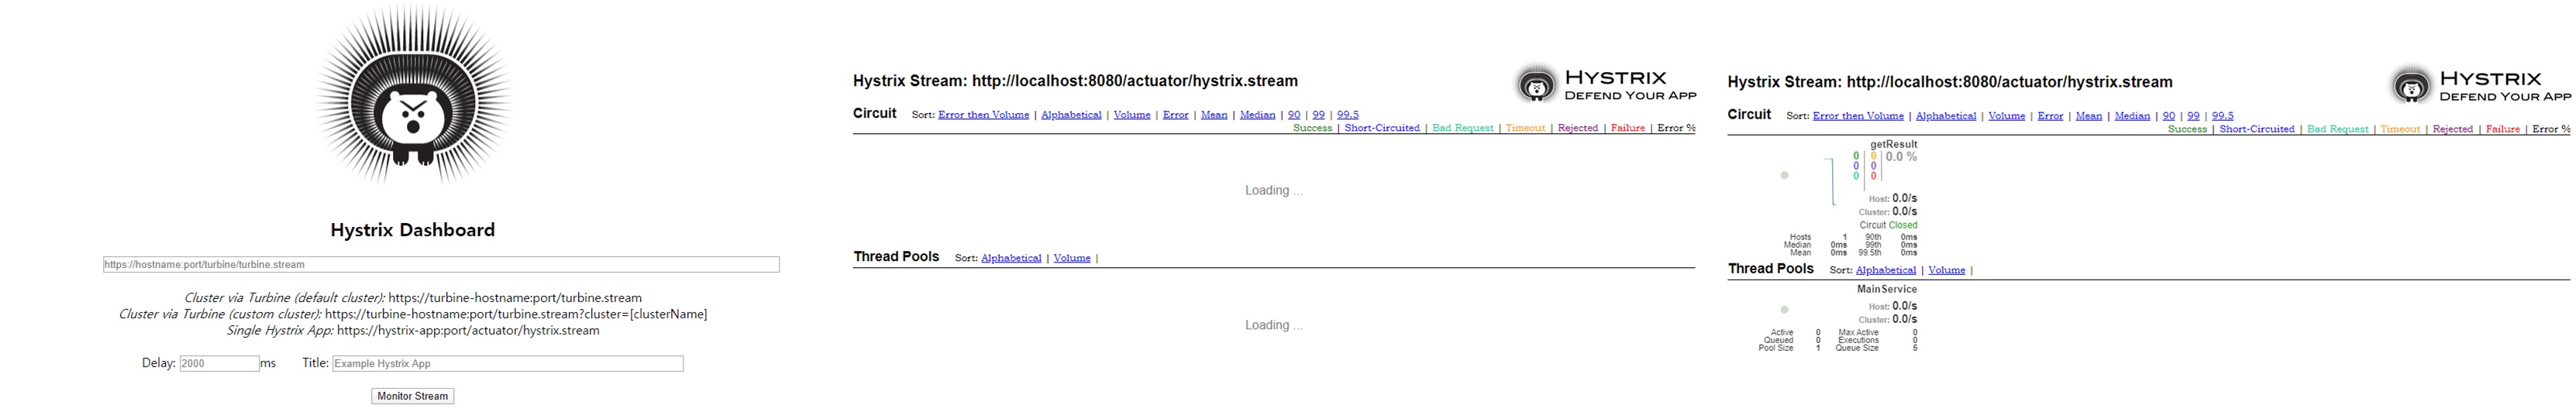 Hystrix Dashboard
https://hostname:port/turbine/turbine.stream
Cluster via Turbine (default cluster): https://turbine-hostname:port/turbine.stream
Cluster via Turbine (custom cluster): https://turbine-hostname:port/turbine.stream?cluster=[clusterName]
Single Hystrix App: https://hystrix-app:port/actuator/hystrix.stream
Delay: 2000 ms Title: Example Hystrix App
Monitor Stream
Hystrix Stream: http://localhost:8080/actuator/hystrix.stream
HYSTRIX
DEFEND YOUR APP
Circuit Sort: Error then Volume | Alphabetical | Volume | Error | Mean | Median | 90 | 99 | 99.5
Success | Short-Circuited | Bad Request | Timeout | Rejected | Failure | Error %
Loading ...
Thread Pools Sort: Alphabetical | Volume |
Loading ...
Hystrix Stream: http://localhost:8080/actuator/hystrix.stream
HYSTRIX
DEFEND YOUR APP
Circuit Sort: Error then Volume | Alphabetical | Volume | Error | Mean | Median | 90 | 99 | 99.5
Success | Short-Circuited | Bad Request | Timeout | Rejected | Failure | Error %
getResult
0 0 0.0 %
0 0
0 0
Host: 0.0/s
Cluster: 0.0/s
Circuit Closed
Hosts 1 90th 0ms
Median 0ms 99th 0ms
Mean 0ms 99.5th 0ms
Thread Pools Sort: Alphabetical | Volume |
MainService
Host: 0.0/s
Cluster: 0.0/s
Active 0 Max Active 0
Queued 0 Executions 0
Pool Size 1 Queue Size 5